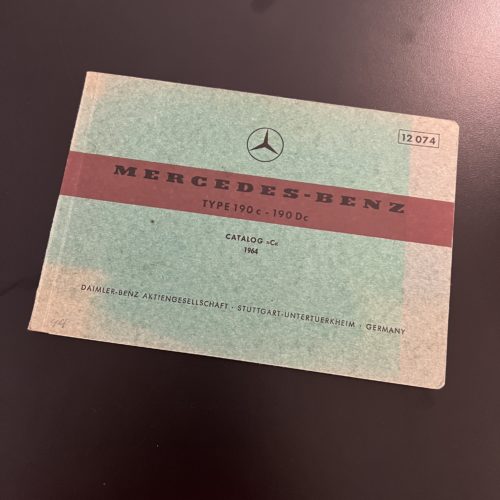 12 074
MERCEDES-BENZ
TYPE 190 c - 190 Dc
CATALOG »C«
1964
DAIMLER-BENZ AKTIENGESELLSCHAFT · STUTTGART-UNTERTUERKHEIM · GERMANY